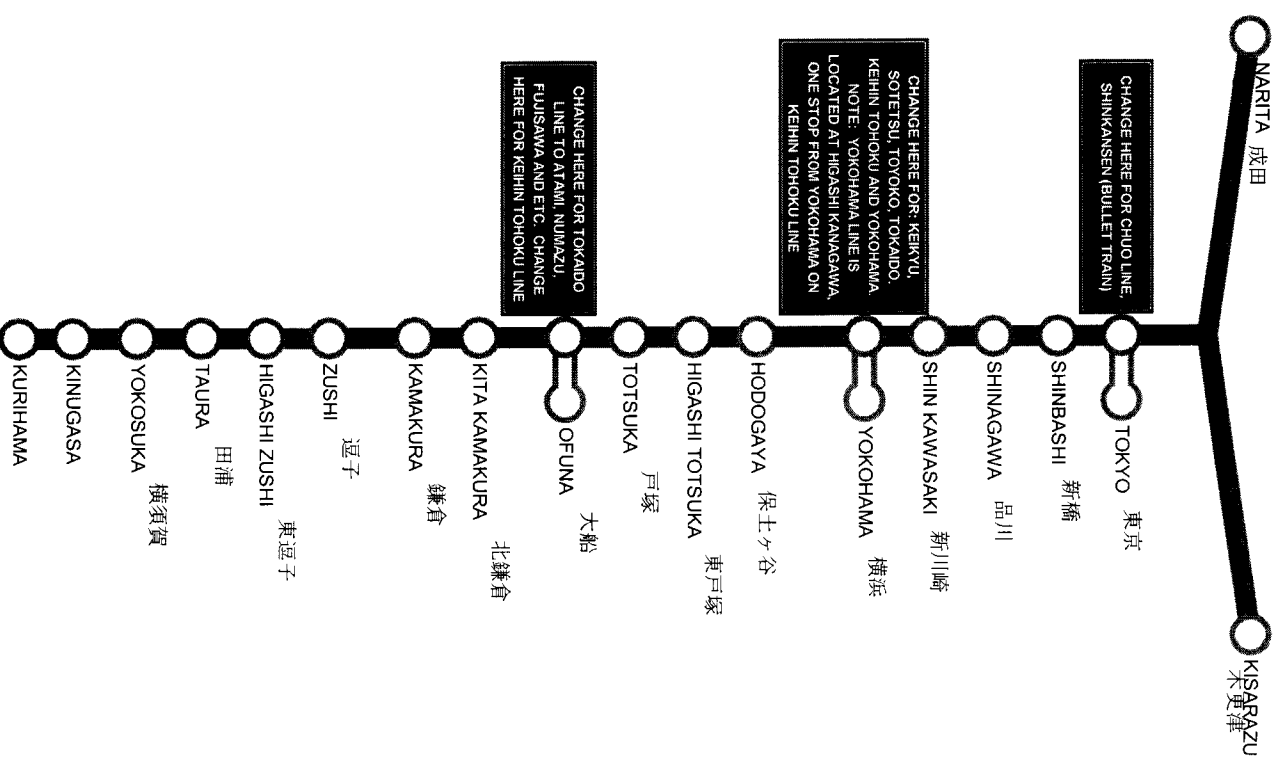 NARITA 成田
KISARAZU
木更津
CHANGE HERE FOR CHUO LINE,
SHINKANSEN (BULLET TRAIN)
TOKYO 東京
SHINBASHI 新橋
SHINAGAWA 品川
SHIN KAWASAKI 新川崎
CHANGE HERE FOR: KEIKYU,
SOTETSU, TOYOKO, TOKAIDO.
KEIHIN TOHOKU AND YOKOHAMA.
NOTE: YOKOHAMA LINE IS
LOCATED AT HIGASHI KANAGAWA,
ONE STOP FROM YOKOHAMA ON
KEIHIN TOHOKU LINE
YOKOHAMA 横浜
HODOGAYA 保土ヶ谷
HIGASHI TOTSUKA 東戸塚
TOTSUKA 戸塚
CHANGE HERE FOR TOKAIDO
LINE TO ATAMI, NUMAZU,
FUJISAWA AND ETC. CHANGE
HERE FOR KEIHIN TOHOKU LINE
OFUNA 大船
KITA KAMAKURA 北鎌倉
KAMAKURA 鎌倉
ZUSHI 逗子
HIGASHI ZUSHI 東逗子
TAURA 田浦
YOKOSUKA 横須賀
KINUGASA
KURIHAMA